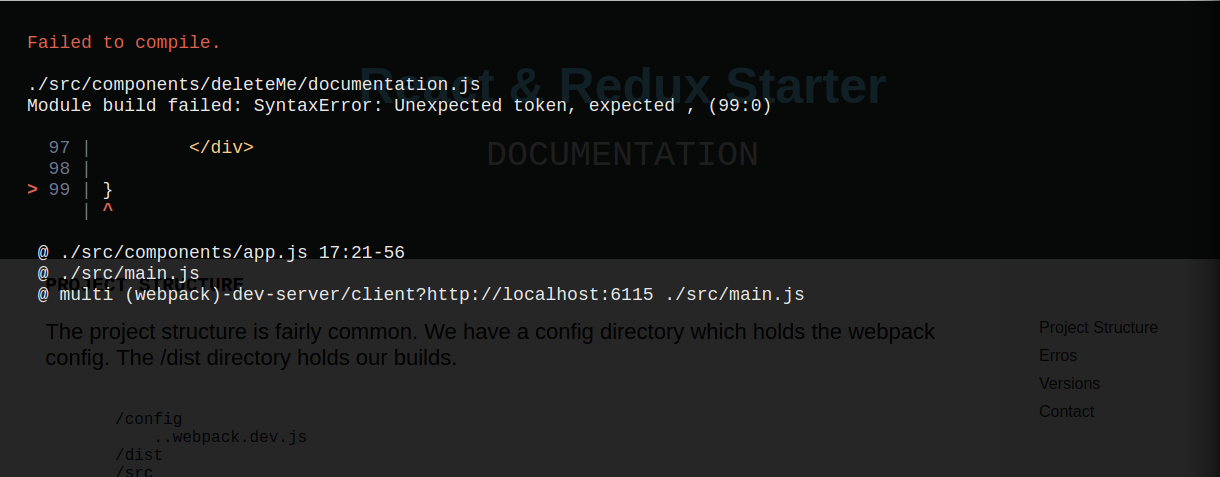 Failed to compile.
React & Redux Starter
./src/components/deleteMe/documentation.js
Module build failed: SyntaxError: Unexpected token, expected , (99:0)
97 |         </div>
DOCUMENTATION
98 |
> 99 | }
| ^
@ ./src/components/app.js 17:21-56
@ ./src/main.js
PROJECT STRUCTURE
@ multi (webpack)-dev-server/client?http://localhost:6115 ./src/main.js
The project structure is fairly common. We have a config directory which holds the webpack
config. The /dist directory holds our builds.
Project Structure
Erros
Versions
Contact
/config
..webpack.dev.js
/dist
/src